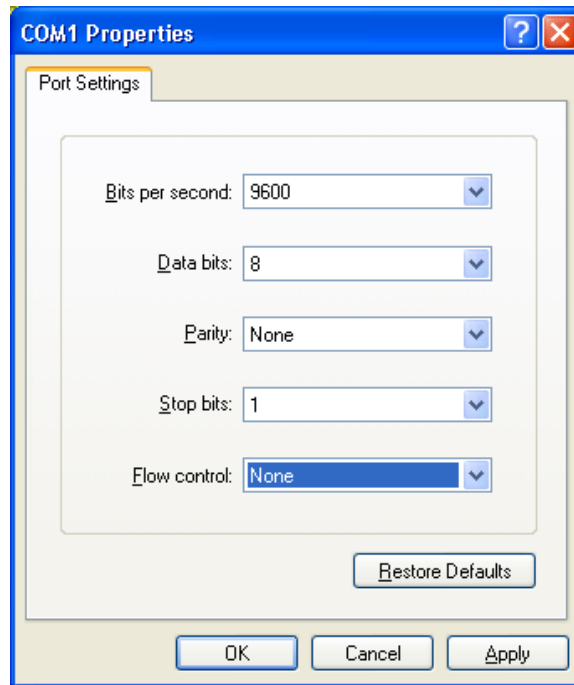 COM1 Properties
Port Settings
Bits per second: 9600
Data bits: 8
Parity: None
Stop bits: 1
Flow control: None
Restore Defaults
OK Cancel Apply